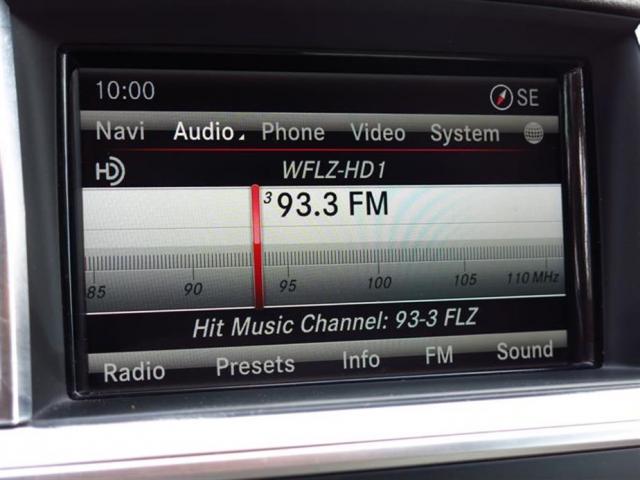 10:00 SE
Navi Audio Phone Video System
HD WFLZ-HD1
3 93.3 FM
85 90 95 100 105 110 MHz
Hit Music Channel: 93-3 FLZ
Radio Presets Info FM Sound